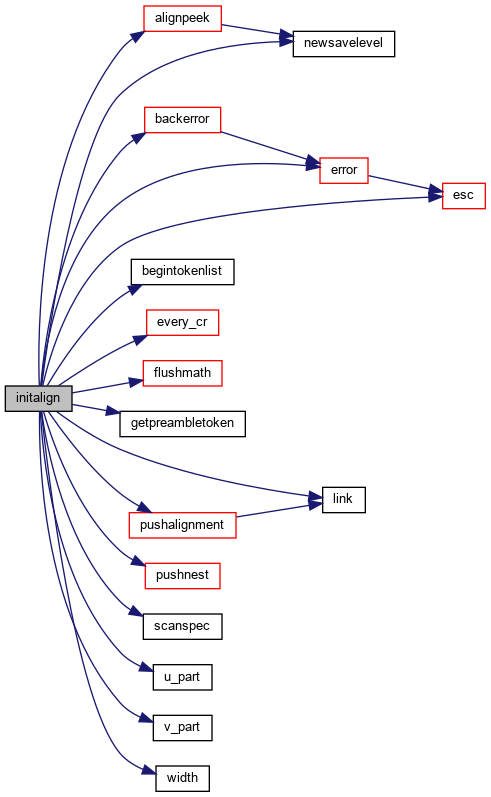 alignpeek
newsavelevel
backerror
error
esc
begintokenlist
every_cr
flushmath
initalign
getpreambletoken
link
pushalignment
pushnest
scanspec
u_part
v_part
width